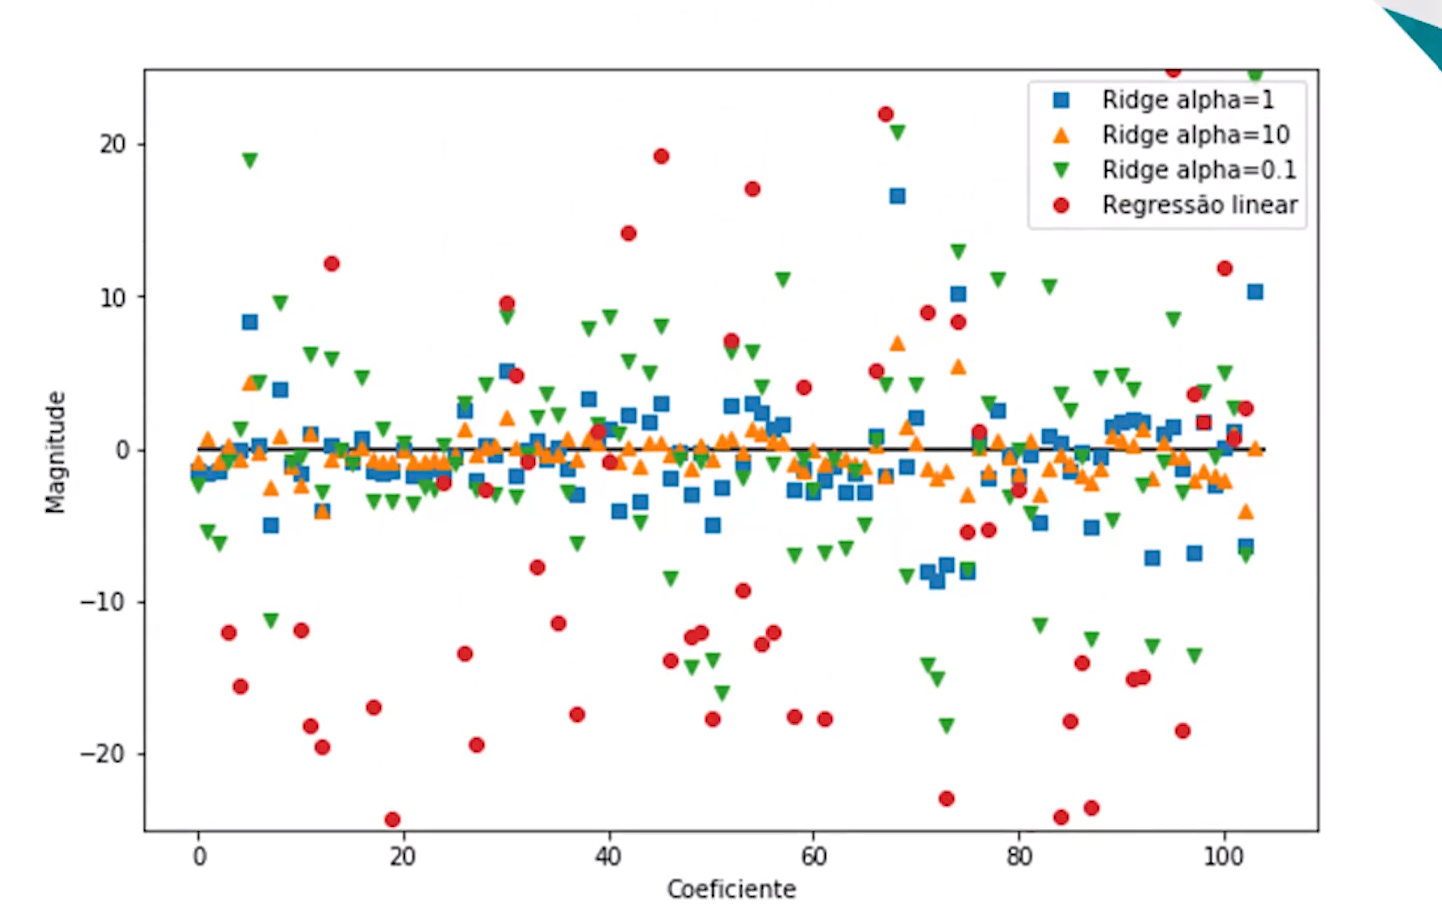 Ridge alpha=1
Ridge alpha=10
Ridge alpha=0.1
Regressão linear
20
10
0
−10
−20
Magnitude
0 20 40 60 80 100
Coeficiente